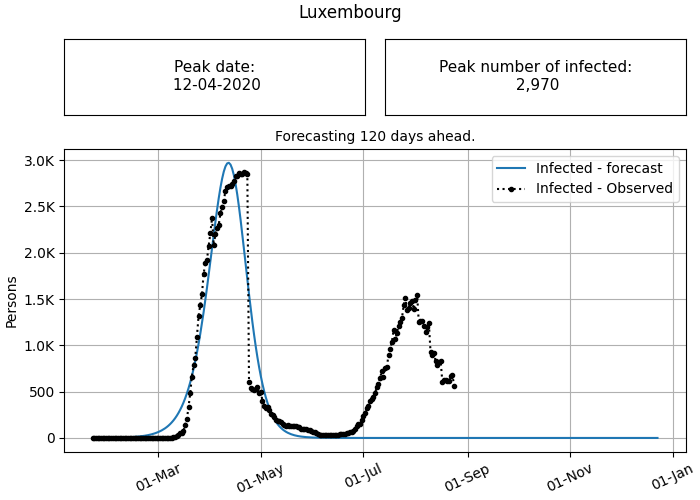 Luxembourg
Peak date:
12-04-2020
Peak number of infected:
2,970
Forecasting 120 days ahead.
3.0K
2.5K
2.0K
1.5K
1.0K
500
0
Persons
Infected - forecast
Infected - Observed
01-Mar
01-May
01-Jul
01-Sep
01-Nov
01-Jan